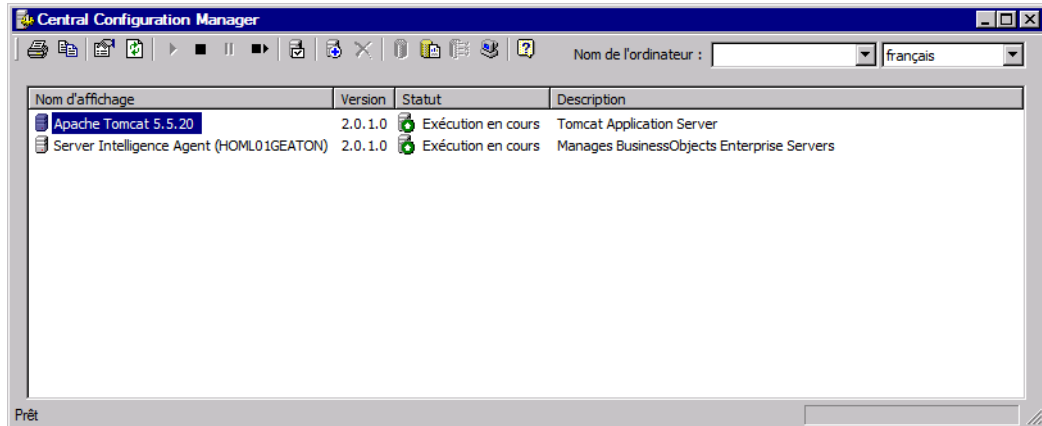 Central Configuration Manager
Nom de l'ordinateur : français
Nom d'affichage Version Statut Description
Apache Tomcat 5.5.20 2.0.1.0 Exécution en cours Tomcat Application Server
Server Intelligence Agent (HOML01GEATON) 2.0.1.0 Exécution en cours Manages BusinessObjects Enterprise Servers
Prêt